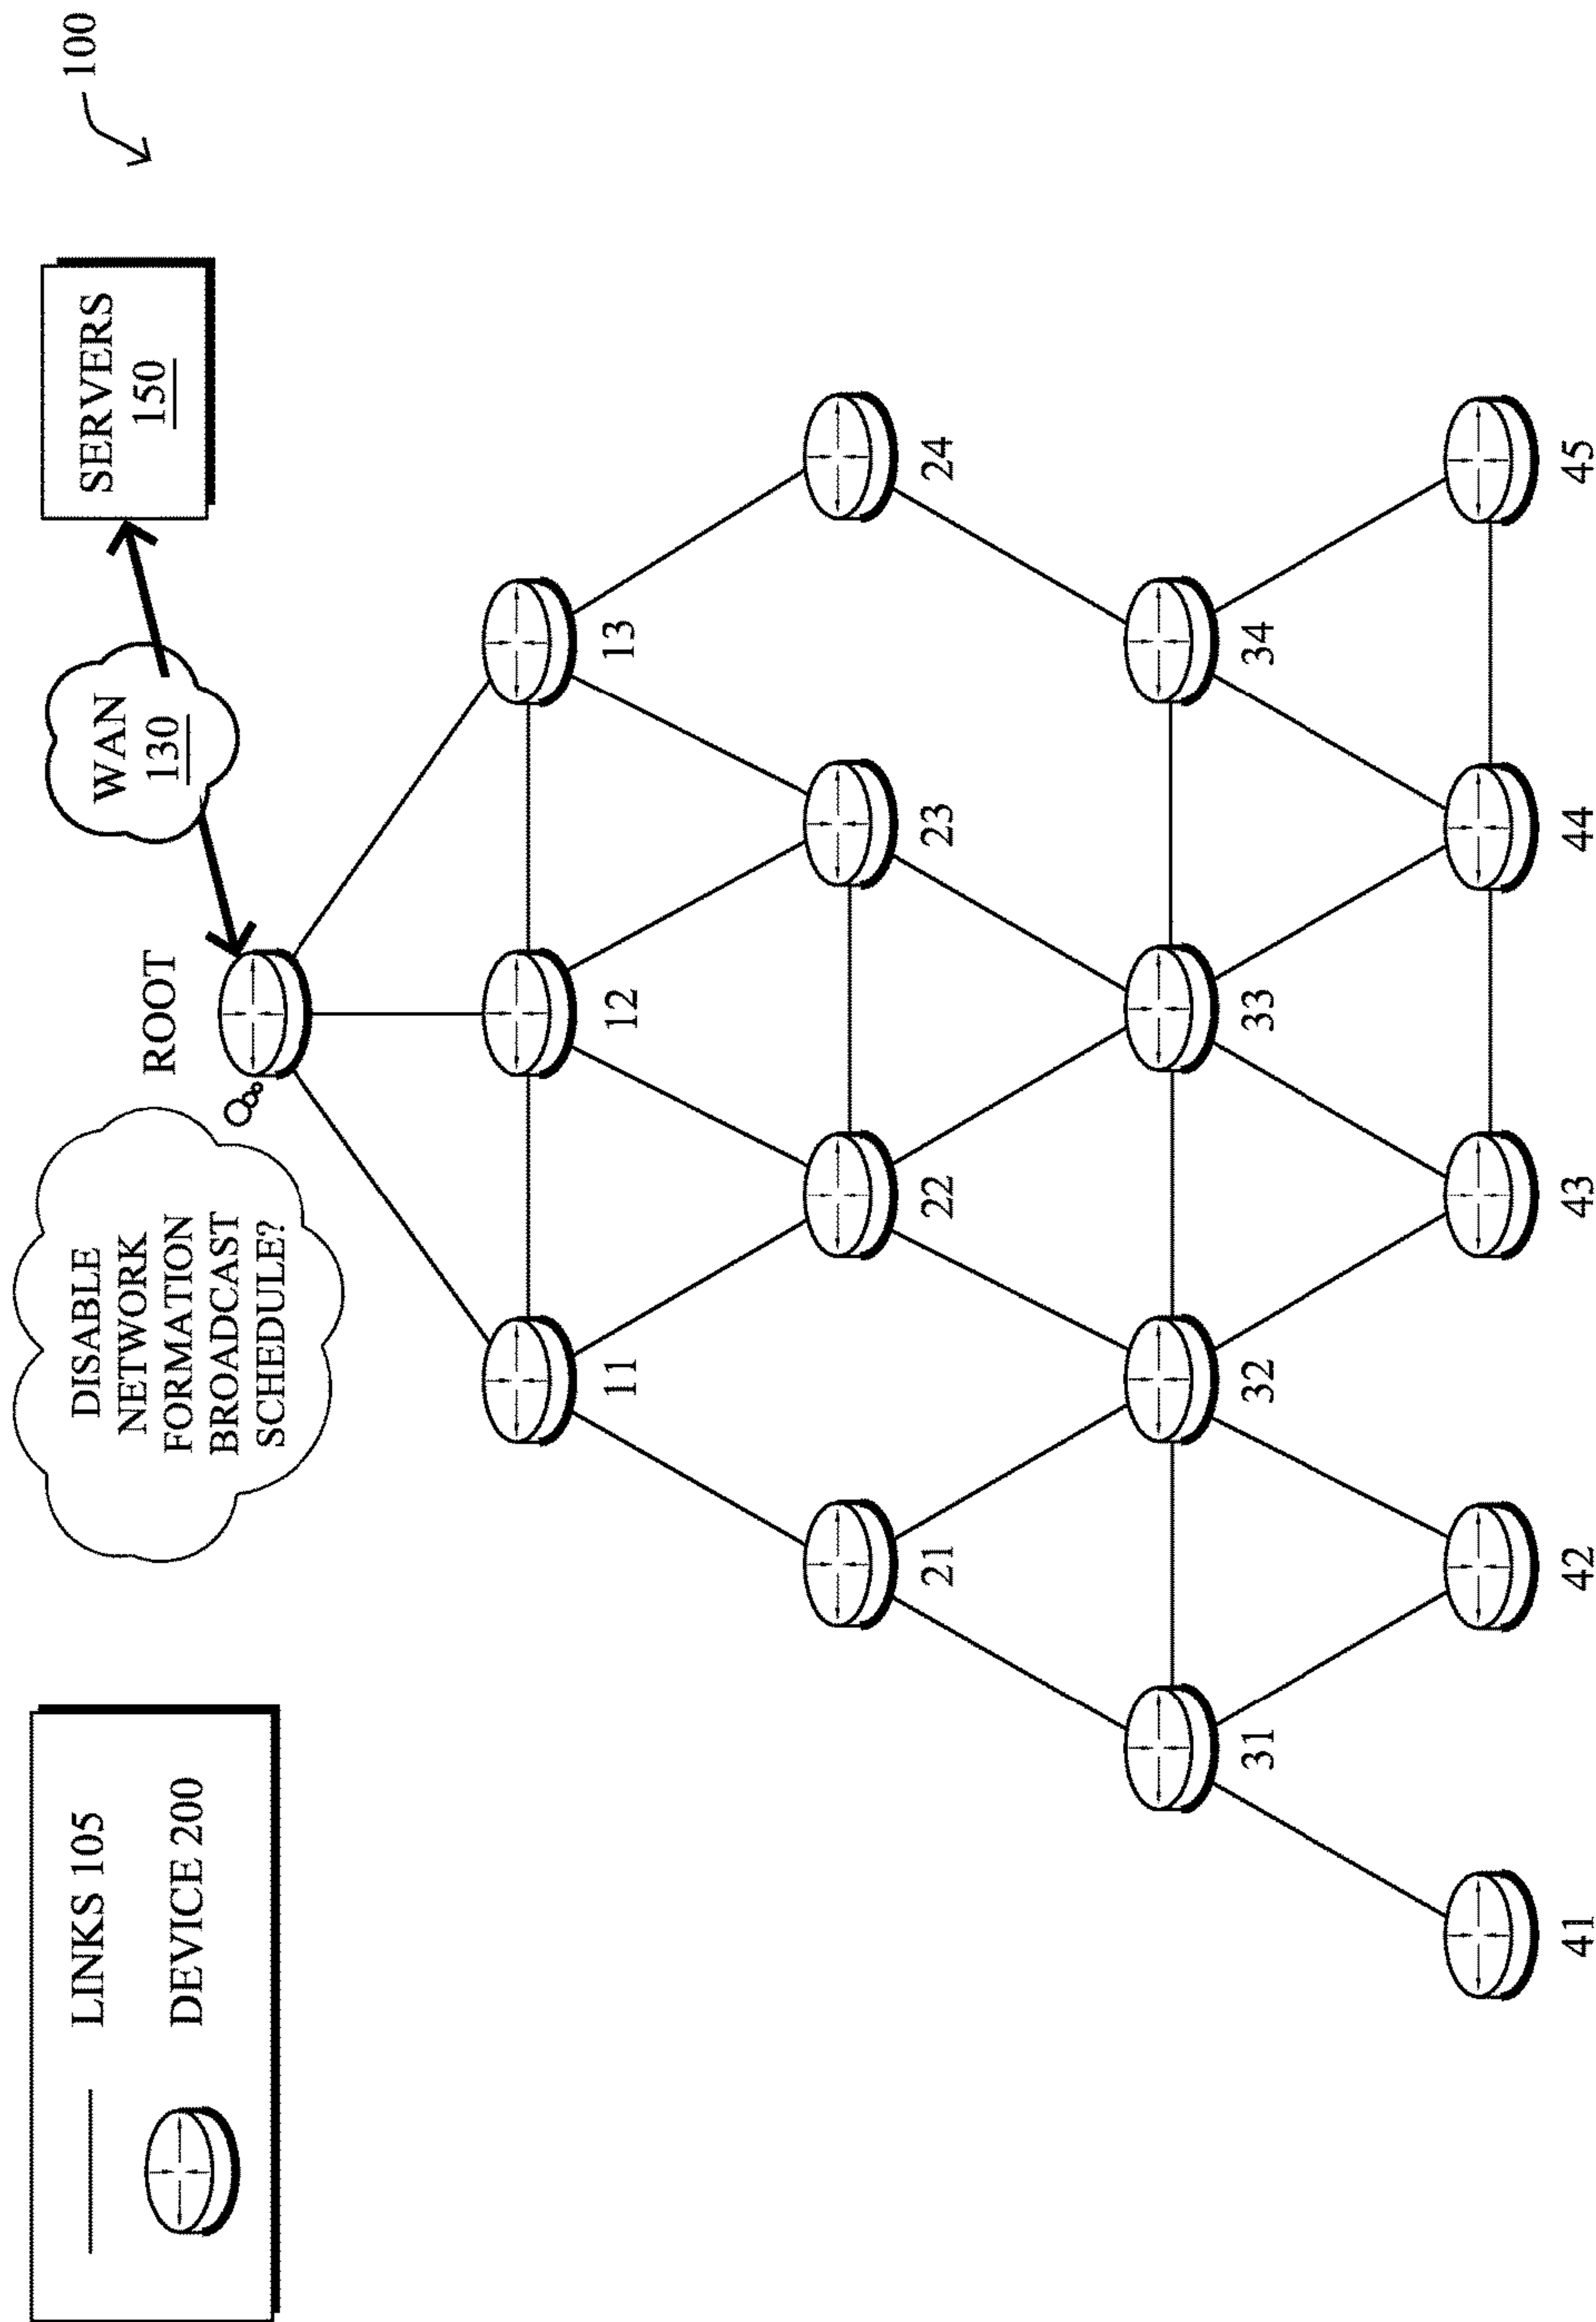 100
LINKS 105
DEVICE 200
DISABLE
NETWORK
FORMATION
BROADCAST
SCHEDULE?
ROOT
WAN
130
SERVERS
150
11
12
13
21
22
23
24
31
32
33
34
41
42
43
44
45